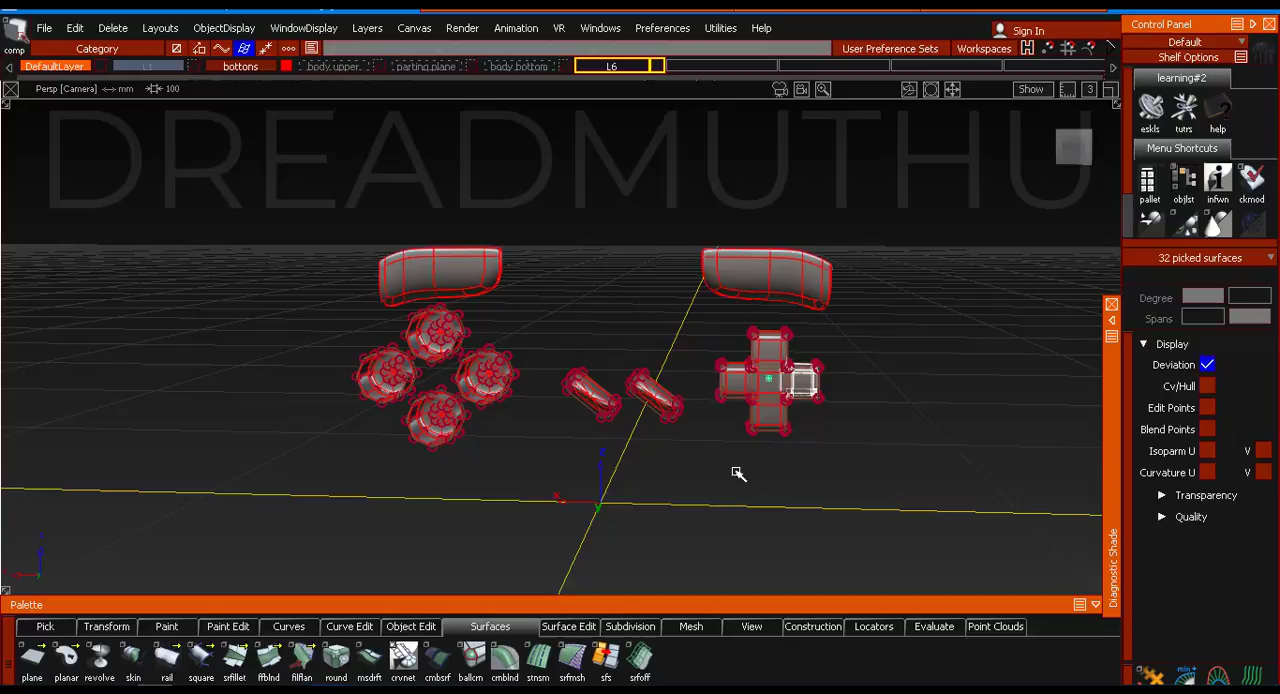 File Edit Delete Layouts ObjectDisplay WindowDisplay Layers Canvas Render Animation VR Windows Preferences Utilities Help
Sign In
comp
Category
User Preference Sets
Workspaces
DefaultLayer
L1
bottons
body upper
parting plane
body bottom
L6
Persp [Camera] mm 100
Show
3
DREADMUTHU
x
Control Panel
Default
Shelf Options
learning#2
eskls tutrs help
Menu Shortcuts
pallet objlst infwn ckmod
32 picked surfaces
Degree
Spans
Display
Deviation
Cv/Hull
Edit Points
Blend Points
Isoparm U V
Curvature U V
Transparency
Quality
Diagnostic Shade
Palette
Pick Transform Paint Paint Edit Curves Curve Edit Object Edit Surfaces Surface Edit Subdivision Mesh View Construction Locators Evaluate Point Clouds
plane planar revolve skin rail square srfillet ffblnd filflan round msdrft crvnet cmbsrf ballcrn cmblnd stnsm srfmsh sfs srfoff